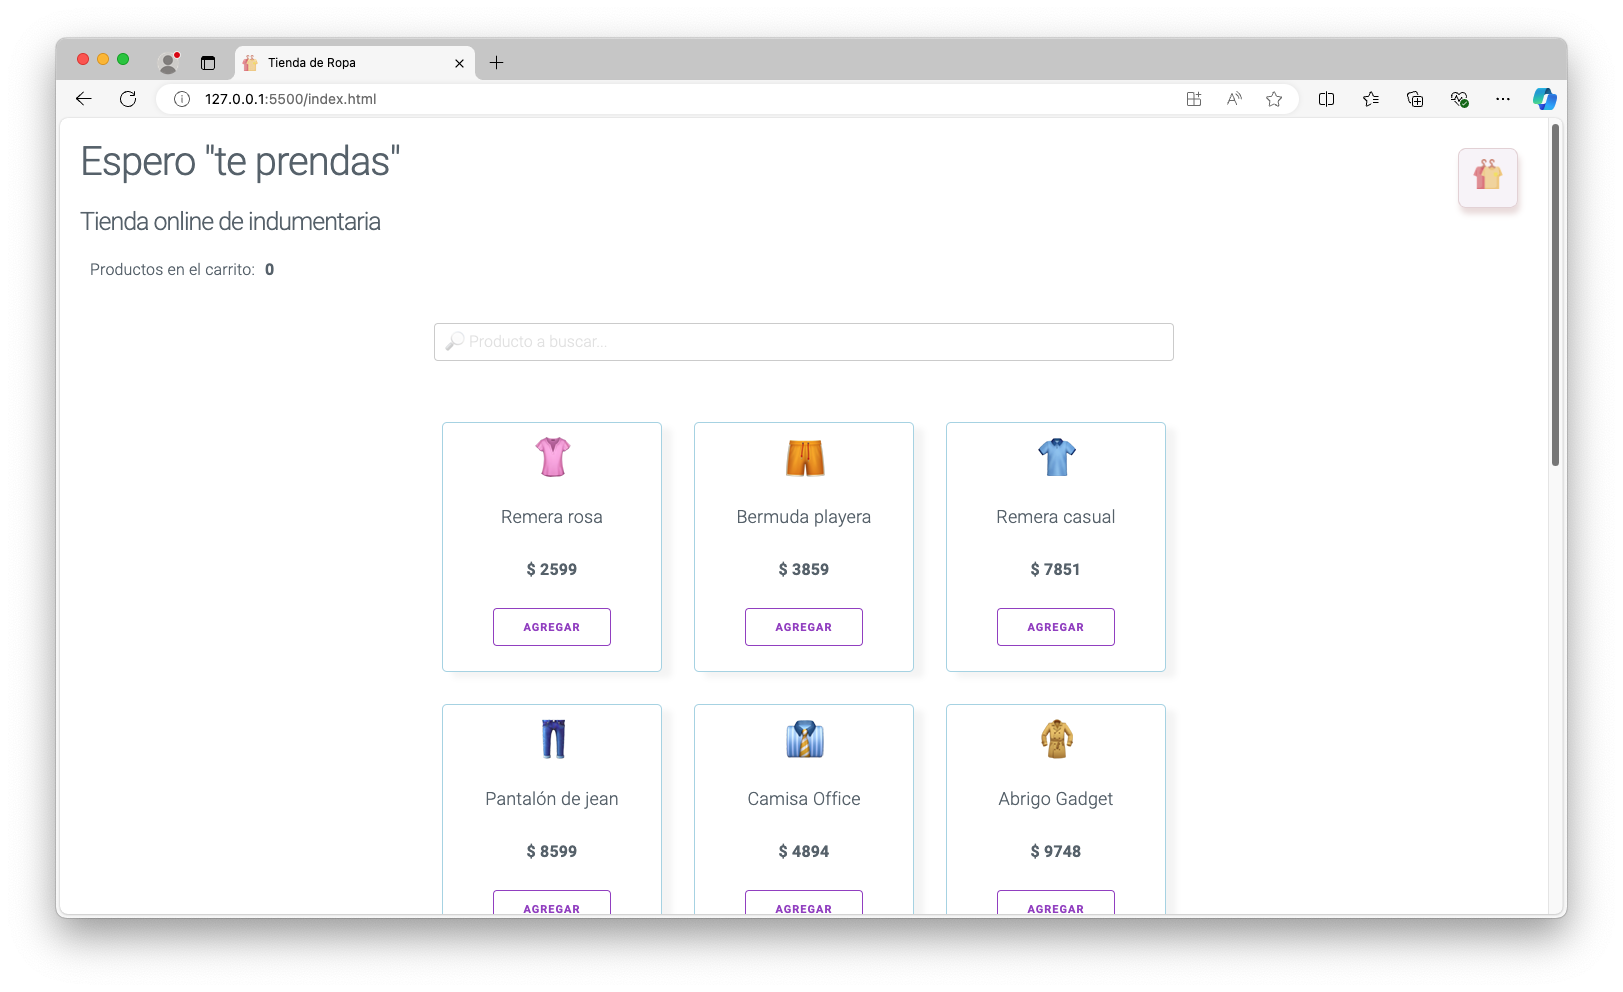 Tienda de Ropa
127.0.0.1:5500/index.html
Espero "te prendas"
Tienda online de indumentaria
Productos en el carrito: 0
Producto a buscar...
Remera rosa
$ 2599
AGREGAR
Bermuda playera
$ 3859
AGREGAR
Remera casual
$ 7851
AGREGAR
Pantalón de jean
$ 8599
AGREGAR
Camisa Office
$ 4894
AGREGAR
Abrigo Gadget
$ 9748
AGREGAR